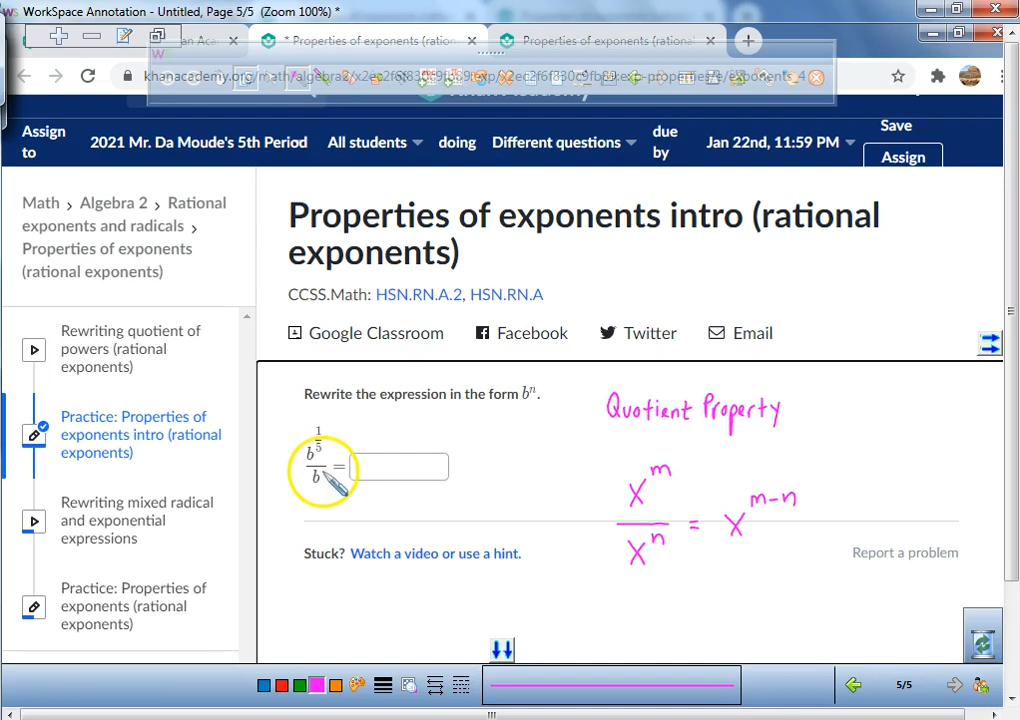 WorkSpace Annotation - Untitled, Page 5/5 (Zoom 100%) *
* Properties of exponents (ration
Properties of exponents (rational
khanacademy.org/math/algebra2/
Assign to
2021 Mr. Da Moude's 5th Period
All students
doing
Different questions
due by
Jan 22nd, 11:59 PM
Save
Assign
Math > Algebra 2 > Rational
exponents and radicals >
Properties of exponents
(rational exponents)
Properties of exponents intro (rational
exponents)
CCSS.Math: HSN.RN.A.2, HSN.RN.A
Google Classroom
Facebook
Twitter
Email
Rewriting quotient of
powers (rational
exponents)
Practice: Properties of
exponents intro (rational
exponents)
Rewriting mixed radical
and exponential
expressions
Practice: Properties of
exponents (rational
exponents)
Rewrite the expression in the form bⁿ.
b^(1/5) / b =
Quotient Property
x^m / x^n = x^(m-n)
Stuck? Watch a video or use a hint.
Report a problem
5/5